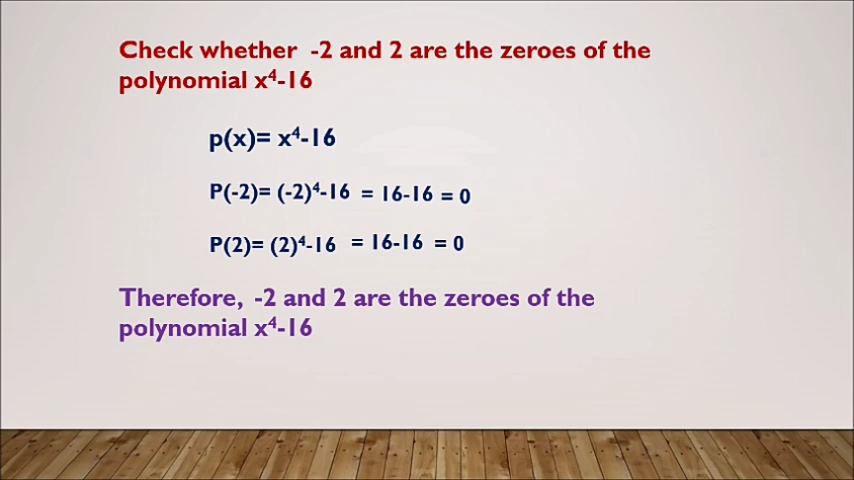 Check whether -2 and 2 are the zeroes of the
polynomial x⁴-16
p(x)= x⁴-16
P(-2)= (-2)⁴-16 = 16-16 = 0
P(2)= (2)⁴-16 = 16-16 = 0
Therefore, -2 and 2 are the zeroes of the
polynomial x⁴-16